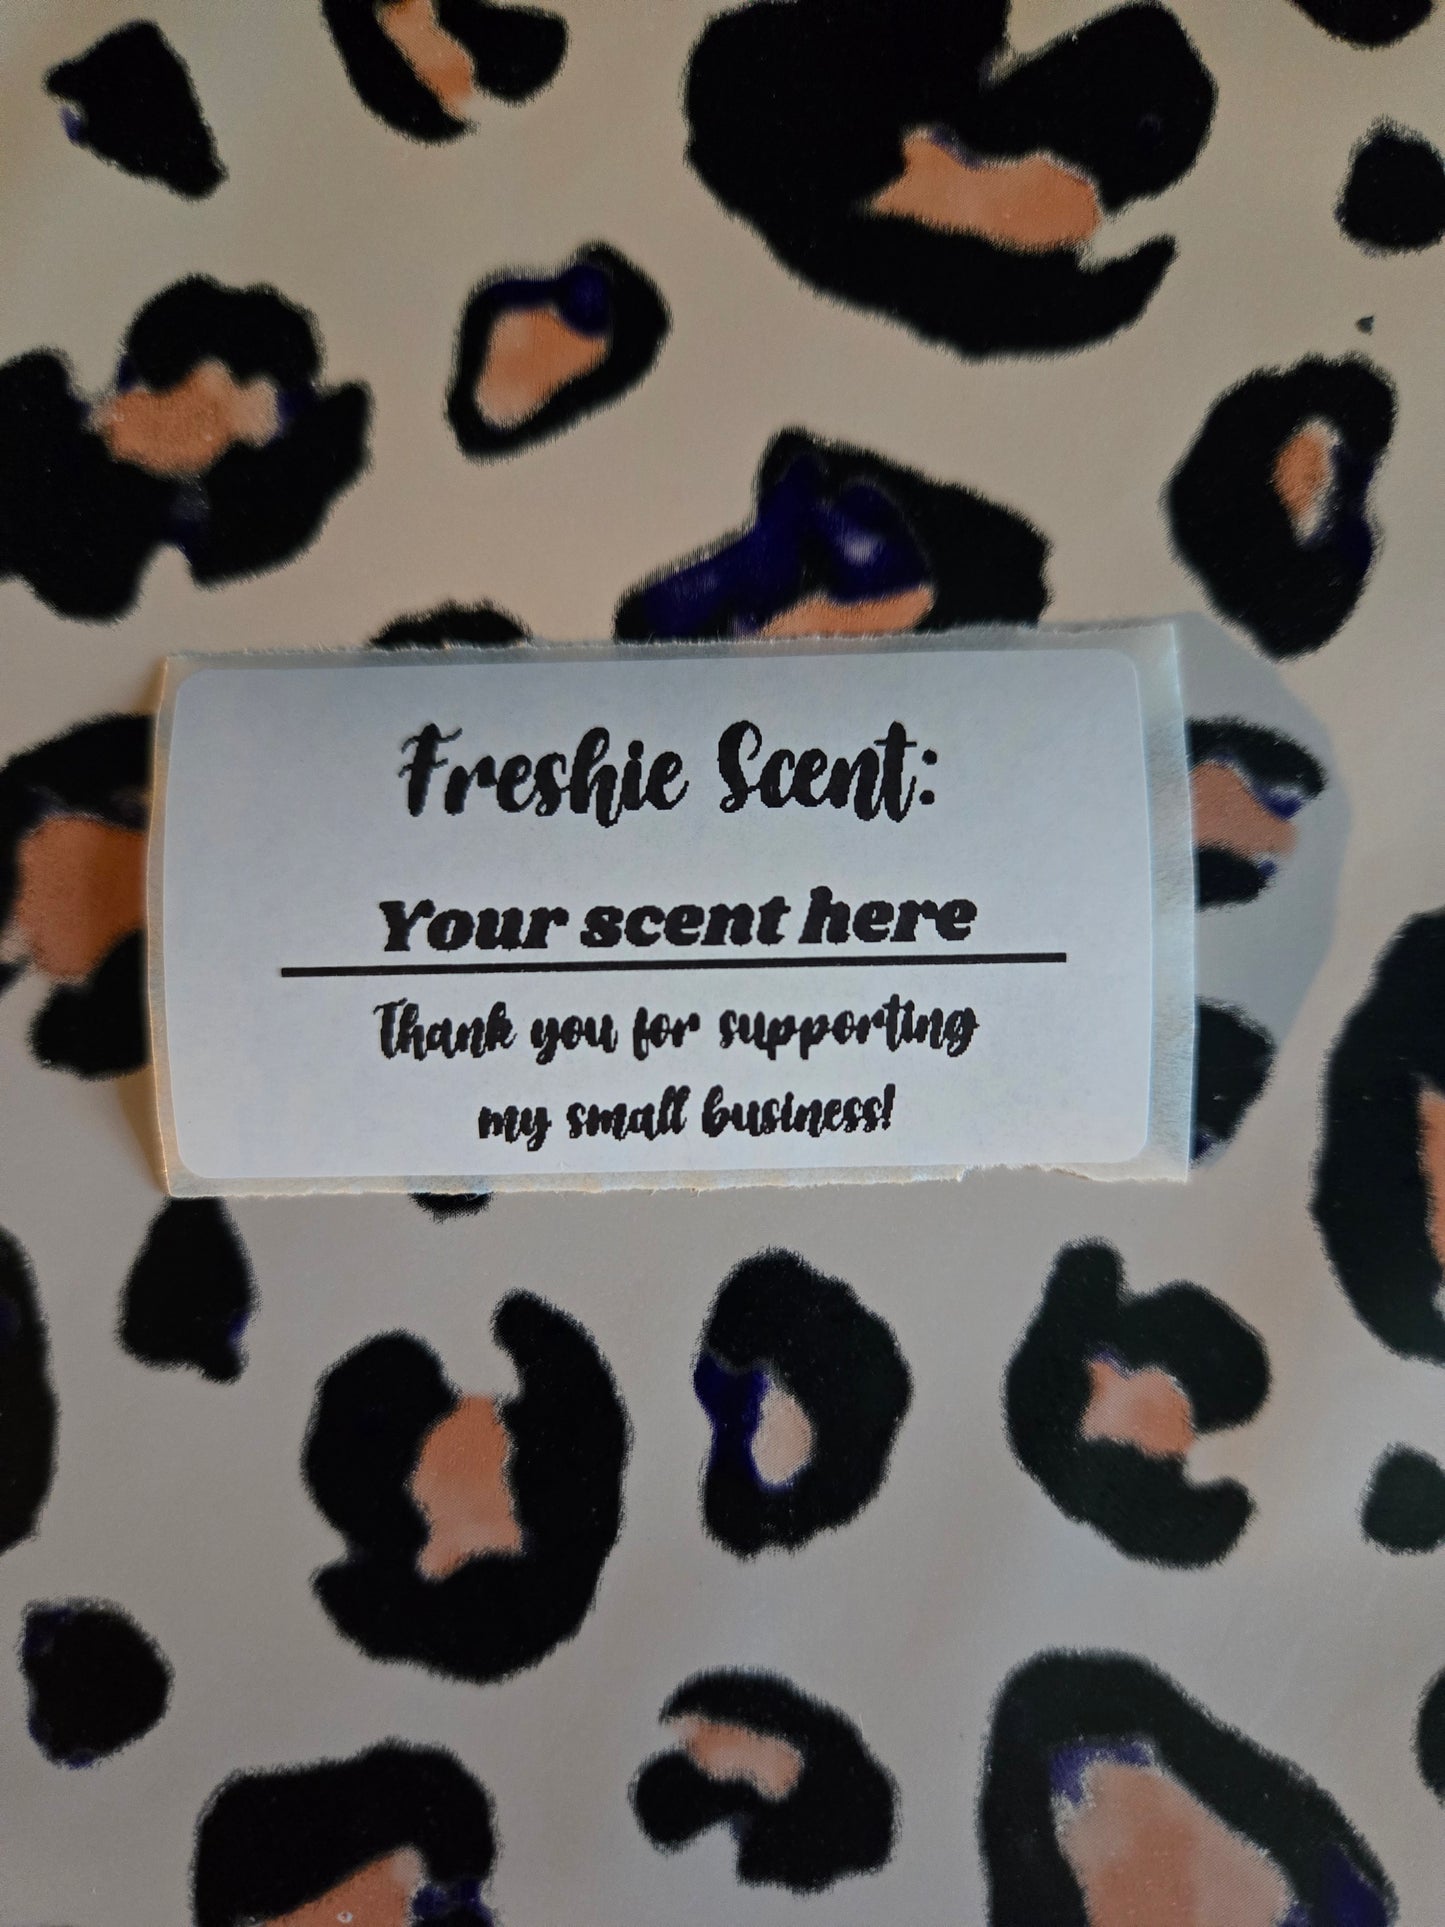 Freshie Scent:
Your scent here
Thank you for supporting
my small business!